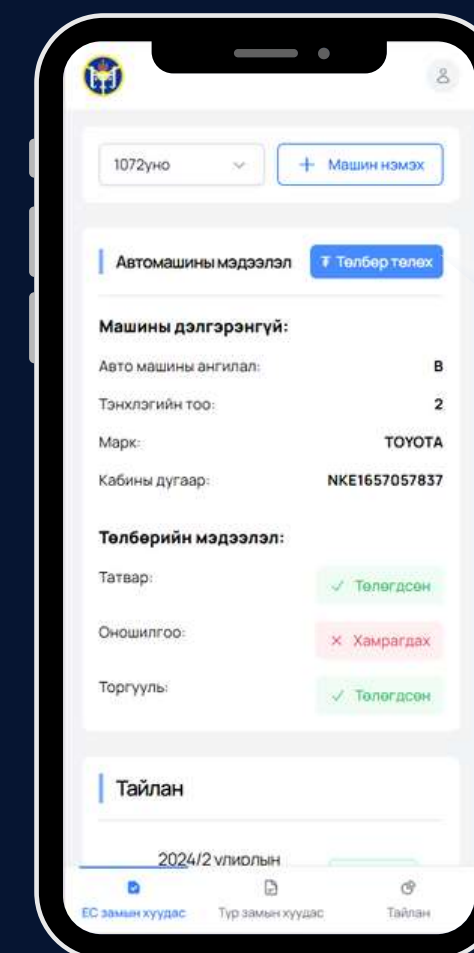 1072уно
+ Машин нэмэх
Автомашины мэдээлэл
₮ Төлбөр төлөх
Машины дэлгэрэнгүй:
Авто машины ангилал: B
Тэнхлэгийн тоо: 2
Марк: TOYOTA
Кабины дугаар: NKE1657057837
Төлбөрийн мэдээлэл:
Татвар: Төлөгдсөн
Оношилгоо: Хамрагдах
Торгууль: Төлөгдсөн
Тайлан
2024/2 улирлын
ЕС замын хуудас
Түр замын хуудас
Тайлан